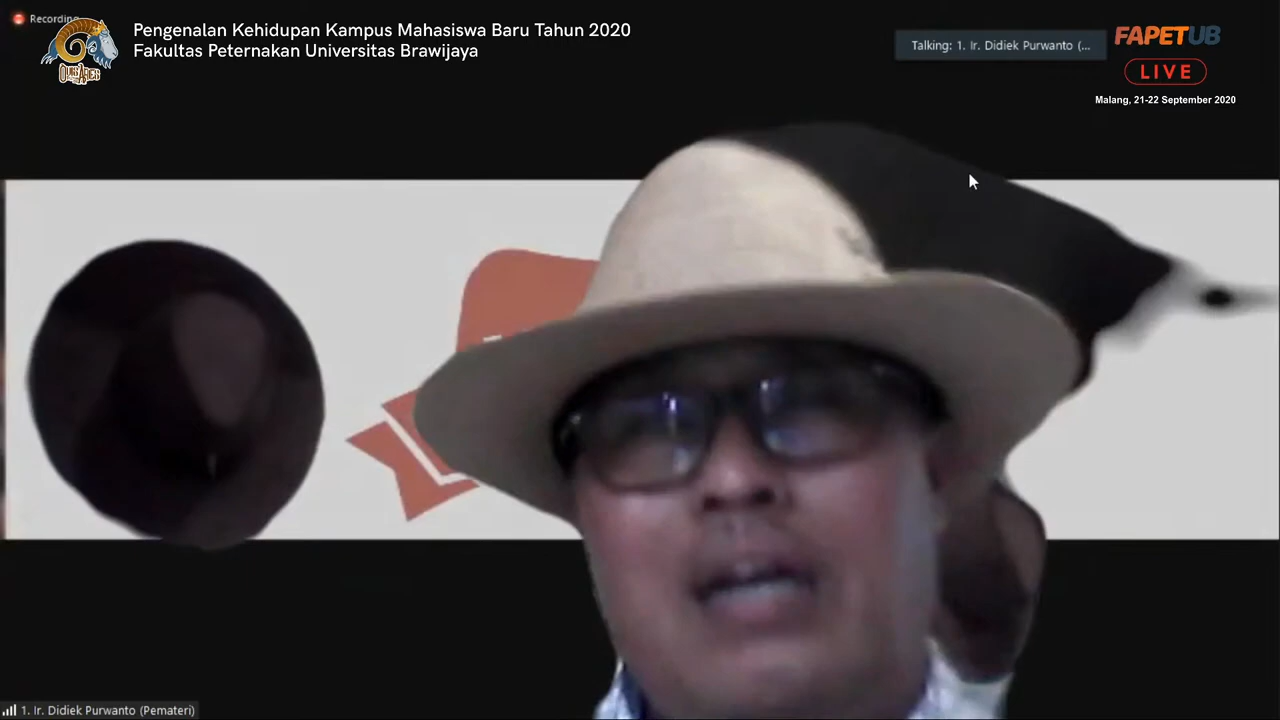 Recording
Pengenalan Kehidupan Kampus Mahasiswa Baru Tahun 2020
Fakultas Peternakan Universitas Brawijaya
Talking: 1. Ir. Didiek Purwanto (...
FAPETUB
LIVE
Malang, 21-22 September 2020
1. Ir. Didiek Purwanto (Pemateri)